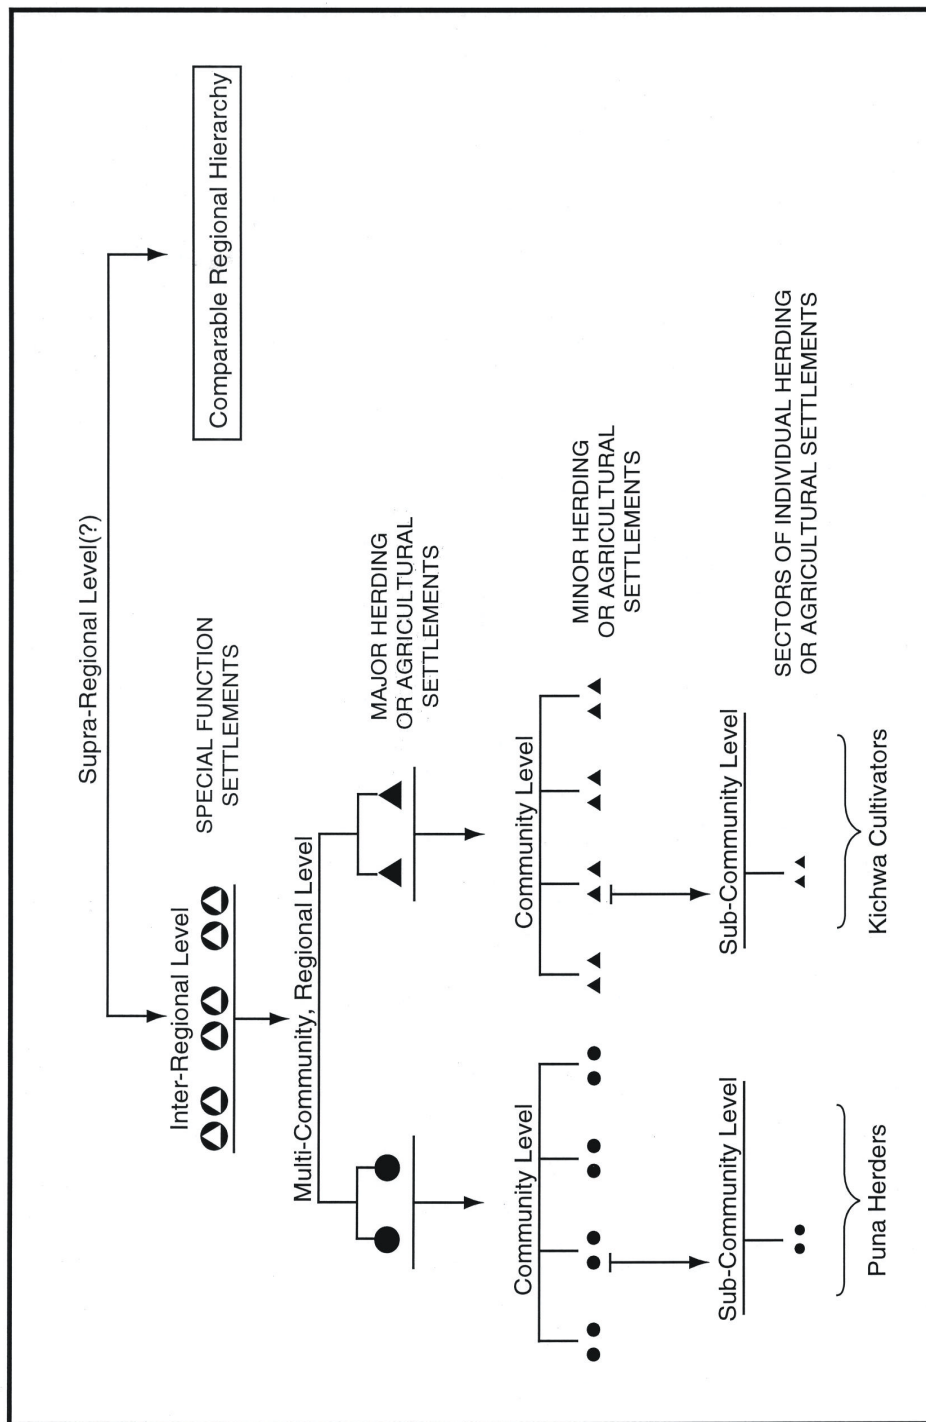 Supra-Regional Level(?)
Comparable Regional Hierarchy
Inter-Regional Level
SPECIAL FUNCTION
SETTLEMENTS
Multi-Community, Regional Level
MAJOR HERDING
OR AGRICULTURAL
SETTLEMENTS
Community Level
Community Level
MINOR HERDING
OR AGRICULTURAL
SETTLEMENTS
Sub-Community Level
Sub-Community Level
SECTORS OF INDIVIDUAL HERDING
OR AGRICULTURAL SETTLEMENTS
Puna Herders
Kichwa Cultivators